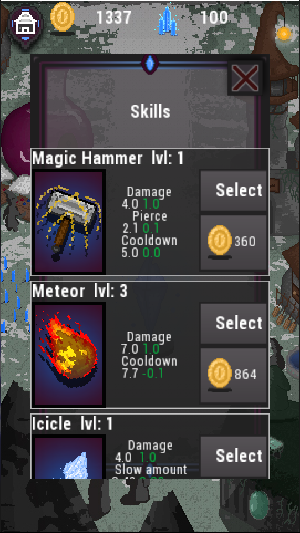 1337 100
Skills
Magic Hammer lvl: 1
Damage
4.0 1.0
Pierce
2.1 0.1
Cooldown
5.0 0.0
Select
360
Meteor lvl: 3
Damage
7.0 1.0
Cooldown
7.7 -0.1
Select
864
Icicle lvl: 1
Damage
4.0 1.0
Slow amount
Select